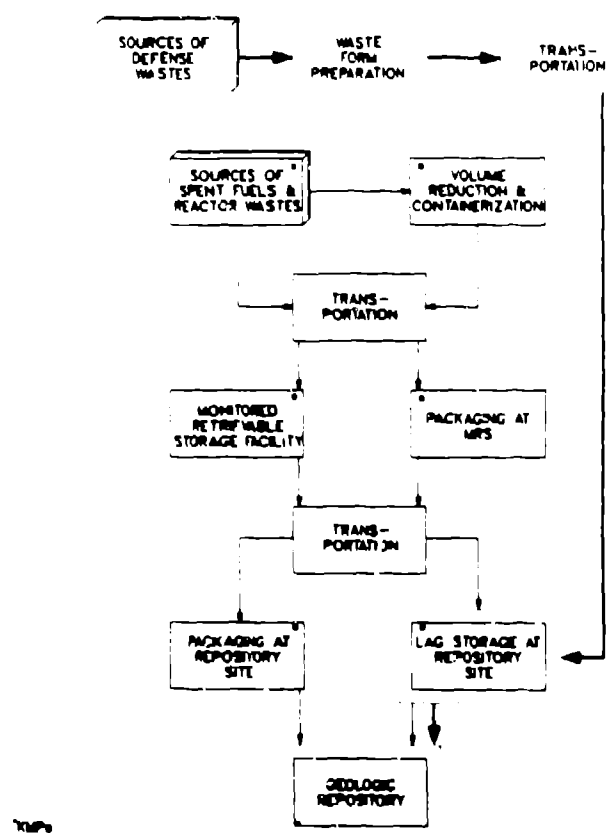 SOURCES OF
DEFENSE
WASTES
WASTE
FORM
PREPARATION
TRANS-
PORTATION
SOURCES OF
SPENT FUELS &
REACTOR WASTES
VOLUME
REDUCTION &
CONTAINERIZATION
TRANS-
PORTATION
MONITORED
RETRIEVABLE
STORAGE FACILITY
PACKAGING AT
MRS
TRANS-
PORTATION
PACKAGING AT
REPOSITORY
SITE
LAG STORAGE AT
REPOSITORY
SITE
GEOLOGIC
REPOSITORY